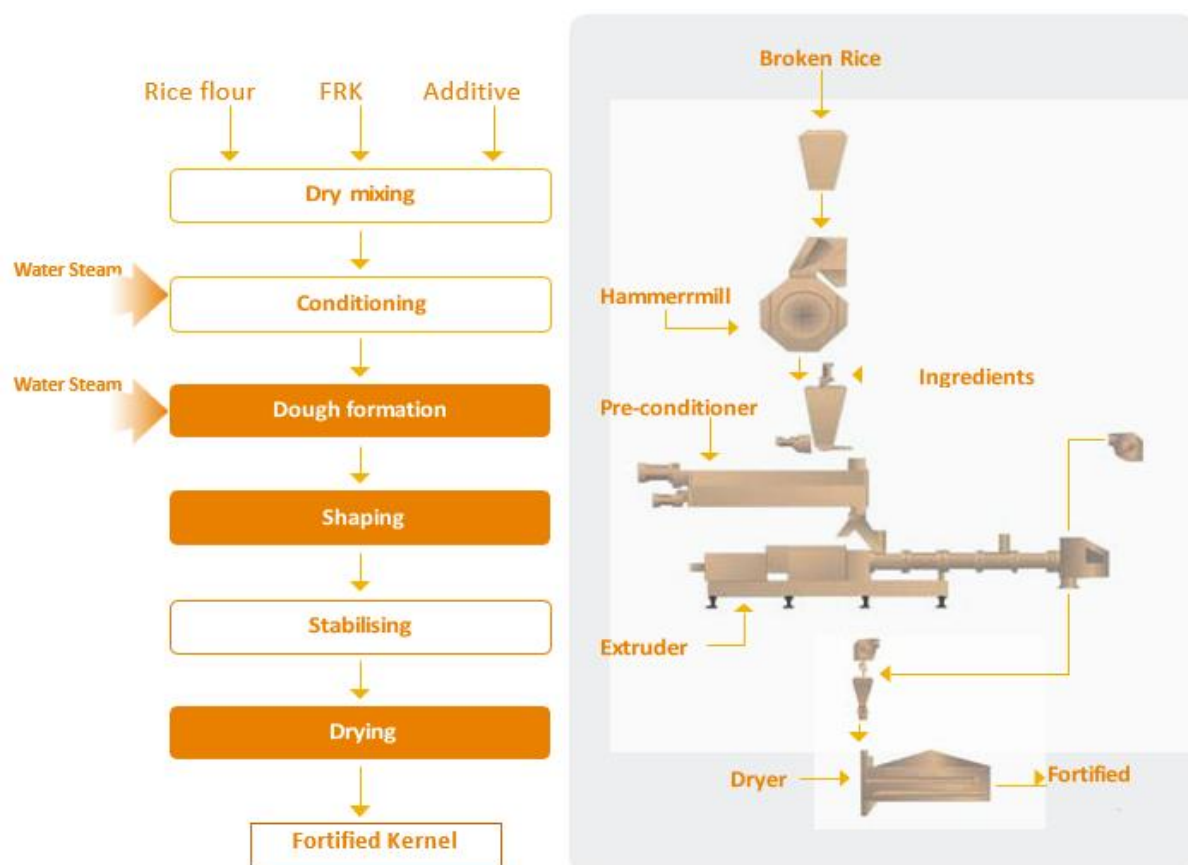 Rice flour FRK Additive
Dry mixing
Water Steam
Conditioning
Water Steam
Dough formation
Shaping
Stabilising
Drying
Fortified Kernel
Broken Rice
Hammerrmill
Ingredients
Pre-conditioner
Extruder
Dryer
Fortified